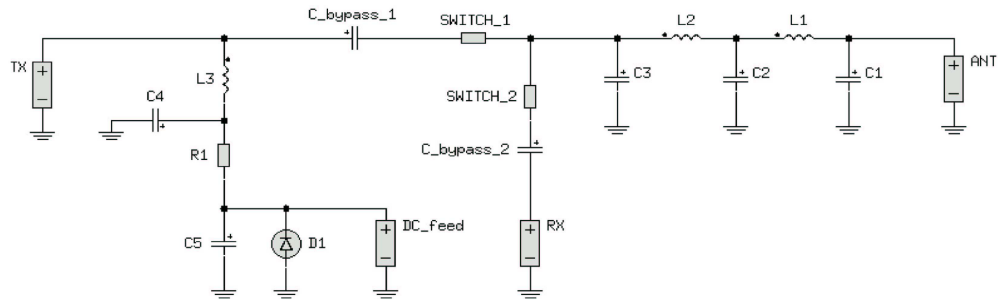 C_bypass_1
SWITCH_1
L2
L1
TX
L3
C3
C2
C1
ANT
C4
SWITCH_2
R1
C_bypass_2
C5
D1
DC_feed
RX